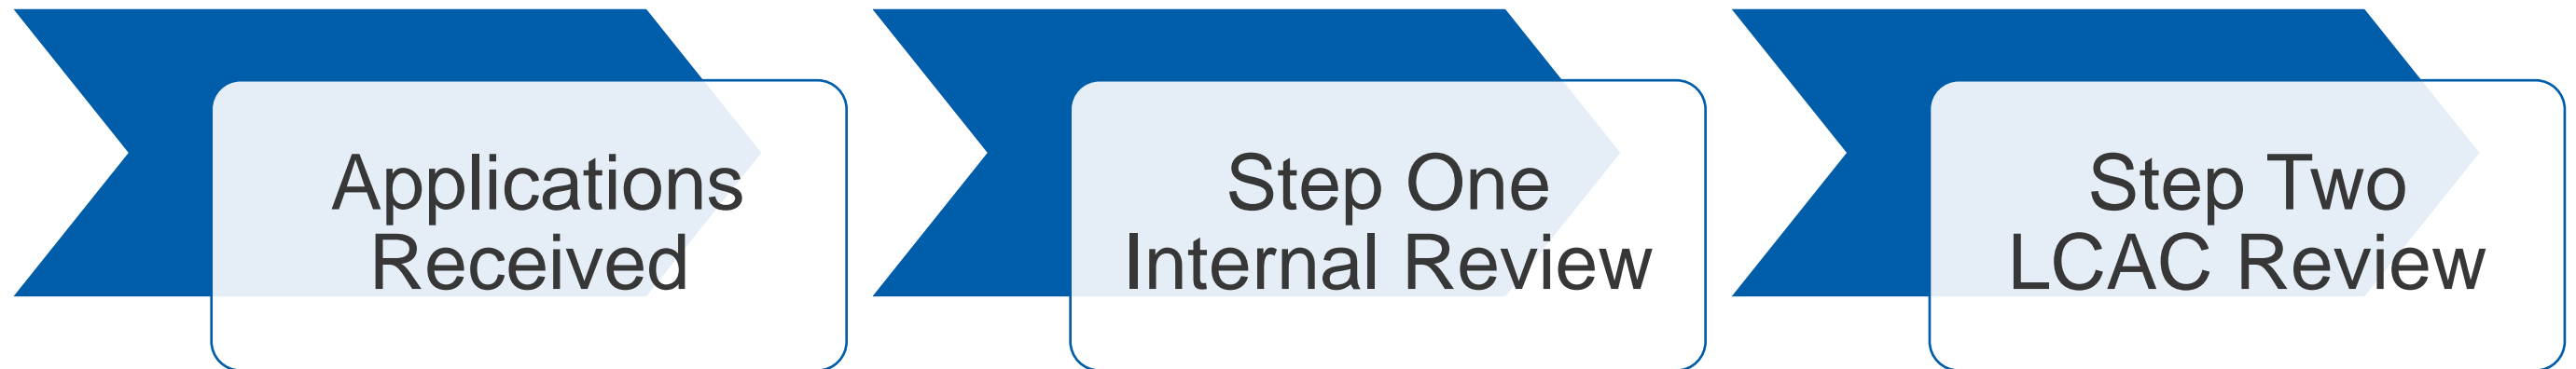 Applications
Received
Step One
Internal Review
Step Two
LCAC Review